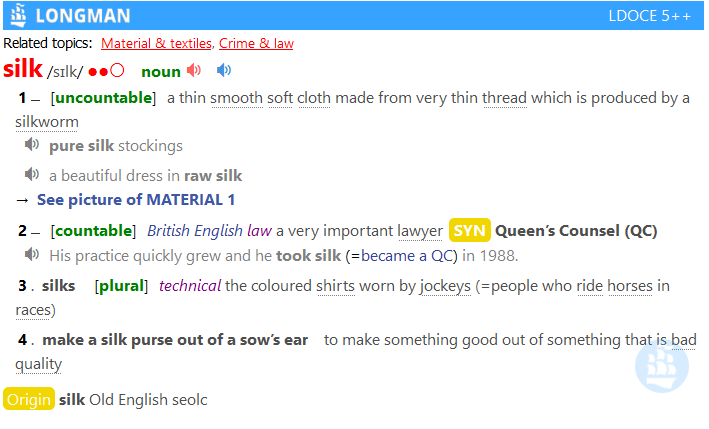 LONGMAN LDOCE 5++
Related topics: Material & textiles, Crime & law
silk /sɪlk/ ●●○ noun
1 – [uncountable] a thin smooth soft cloth made from very thin thread which is produced by a
silkworm
pure silk stockings
a beautiful dress in raw silk
→ See picture of MATERIAL 1
2 – [countable] British English law a very important lawyer SYN Queen’s Counsel (QC)
His practice quickly grew and he took silk (=became a QC) in 1988.
3 . silks [plural] technical the coloured shirts worn by jockeys (=people who ride horses in
races)
4 . make a silk purse out of a sow’s ear to make something good out of something that is bad
quality
Origin silk Old English seolc